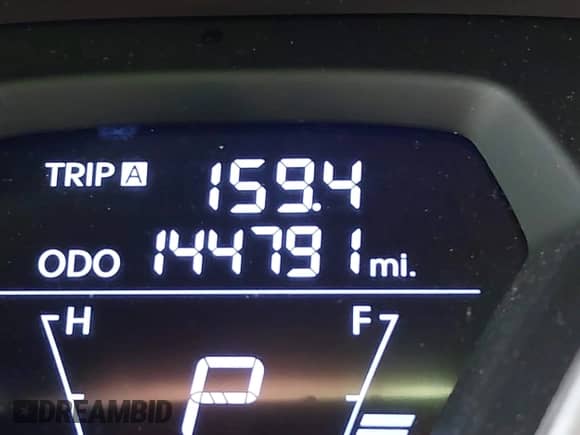 TRIP A 159.4
ODO 144791 mi.
H F
P
DREAMBID